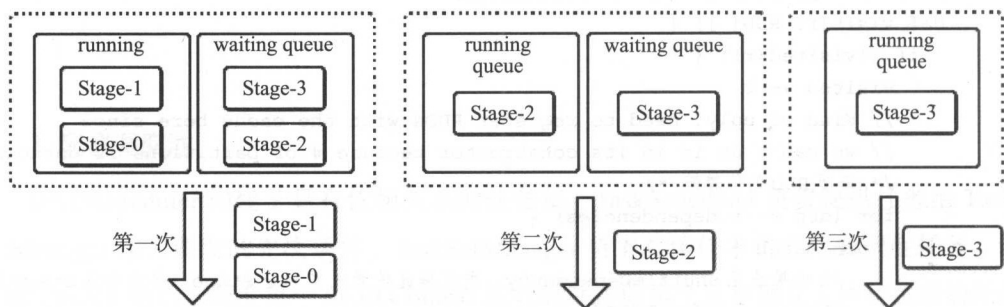 running
Stage-1
Stage-0
waiting queue
Stage-3
Stage-2
第一次
Stage-1
Stage-0
running
queue
Stage-2
waiting queue
Stage-3
第二次
Stage-2
running
queue
Stage-3
第三次
Stage-3